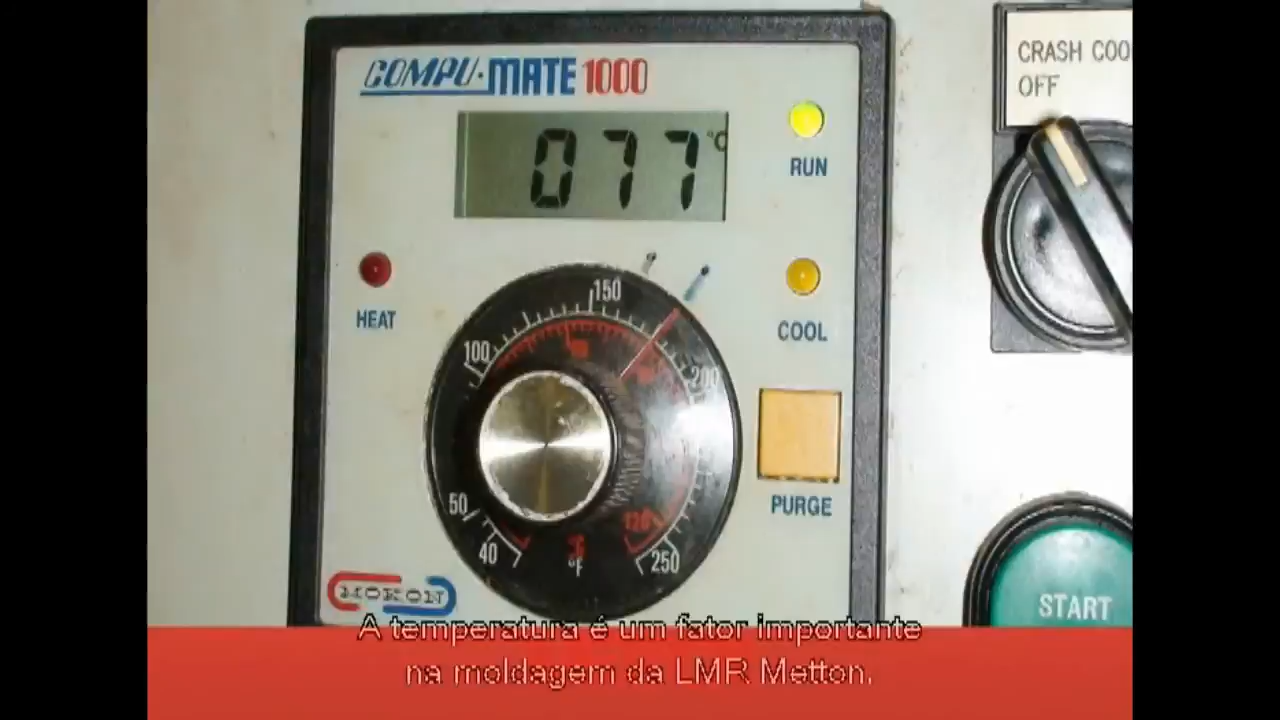 COMPU·MATE 1000
CRASH COO
OFF
077 °C
RUN
HEAT
COOL
150
100
200
50
40
120
°F
250
PURGE
MOKON
START
A temperatura é um fator importante
na moldagem da LMR Metton.